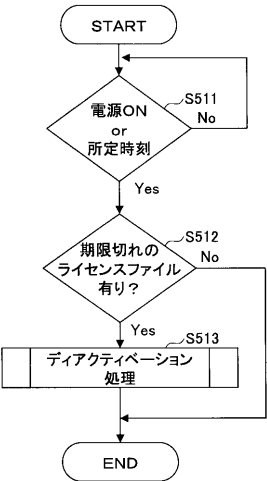 START
S511
電源ON
or
所定時刻
No
Yes
S512
期限切れの
ライセンスファイル
有り?
No
Yes
S513
ディアクティベーション
処理
END